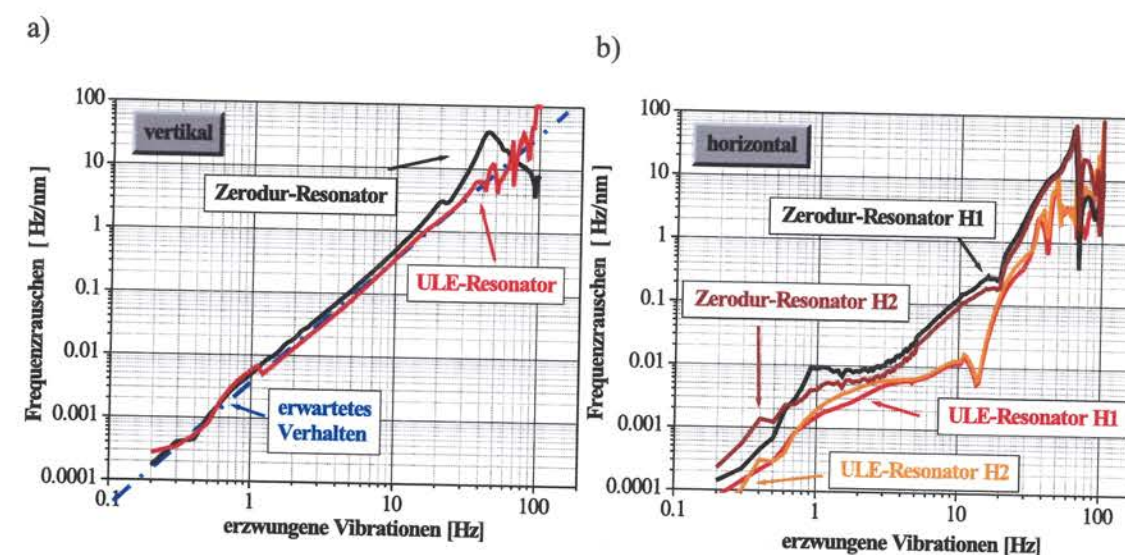 a)
vertikal
Frequenzrauschen [ Hz/nm]
100
10
1
0.1
0.01
0.001
0.0001
Zerodur-Resonator
ULE-Resonator
erwartetes
Verhalten
0.1
1
10
100
erzwungene Vibrationen [Hz]
b)
horizontal
Frequenzrauschen [ Hz/nm]
100
10
1
0.1
0.01
0.001
0.0001
Zerodur-Resonator H1
Zerodur-Resonator H2
ULE-Resonator H1
ULE-Resonator H2
0.1
1
10
100
erzwungene Vibrationen [Hz]